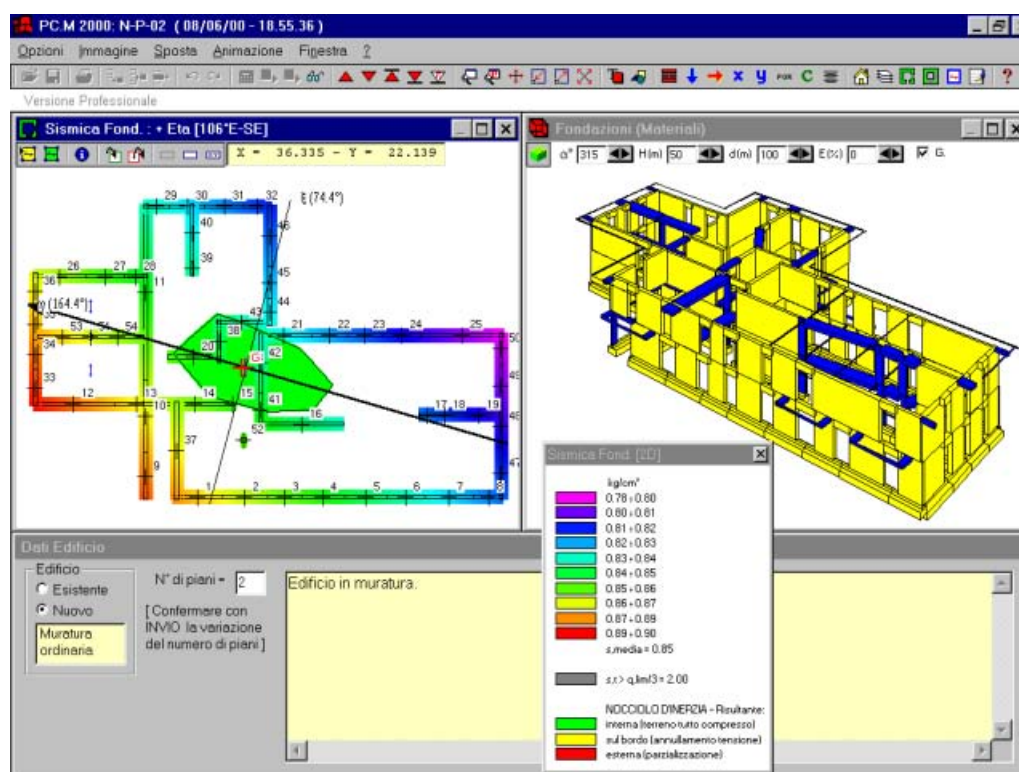 PC.M 2000: N-P-02 ( 08/06/00 - 18.55.36 )
Opzioni Immagine Sposta Animazione Finestra ?
Versione Professionale
Sismica Fond. : + Eta [106°E-SE]
X = 36.335 - Y = 22.139
29 30 31 32 ξ (74.4°)
40 46
39
26 27 28 45
36 11 44
(164.4°)
43
53 54 21 22 23 24 25 50
38
34 20 G 42
49
33
12 13 14 15 41 17 18 19
10 16 48
52
37
9 47
1 2 3 4 5 6 7 8
Fondazioni (Materiali)
α° 315 H(m) 50 d(m) 100 E(%) 0 G.
Dati Edificio
Edificio
Esistente
Nuovo
Muratura
ordinaria
N° di piani = 2
[ Confermare con
INVIO la variazione
del numero di piani ]
Edificio in muratura.
Sismica Fond. [2D]
kg/cm²
0.78÷0.80
0.80÷0.81
0.81÷0.82
0.82÷0.83
0.83÷0.84
0.84÷0.85
0.85÷0.86
0.86÷0.87
0.87÷0.89
0.89÷0.90
s,media = 0.85
s,t > q,lim/3 = 2.00
NOCCIOLO D'INERZIA - Risultante:
interna (terreno tutto compresso)
sul bordo (annullamento tensione)
esterna (parzializzazione)